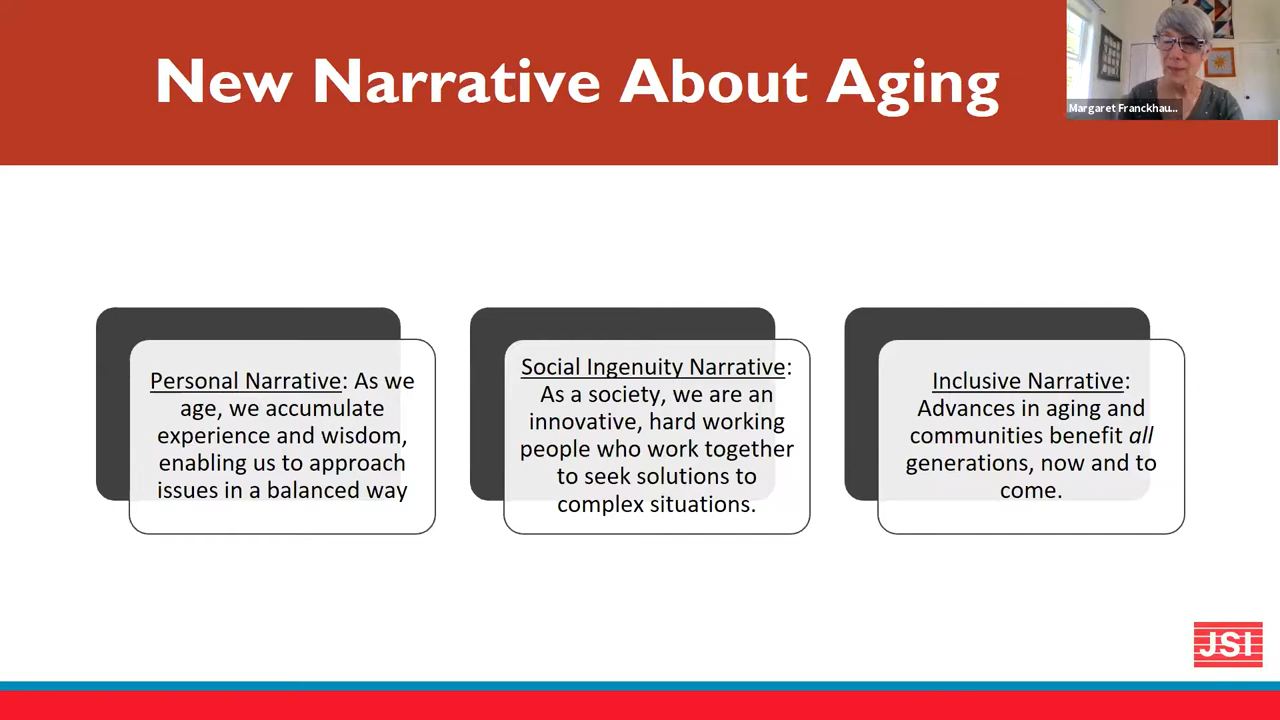 New Narrative About Aging
Margaret Franckhau...
Personal Narrative: As we
age, we accumulate
experience and wisdom,
enabling us to approach
issues in a balanced way
Social Ingenuity Narrative:
As a society, we are an
innovative, hard working
people who work together
to seek solutions to
complex situations.
Inclusive Narrative:
Advances in aging and
communities benefit all
generations, now and to
come.
JSI